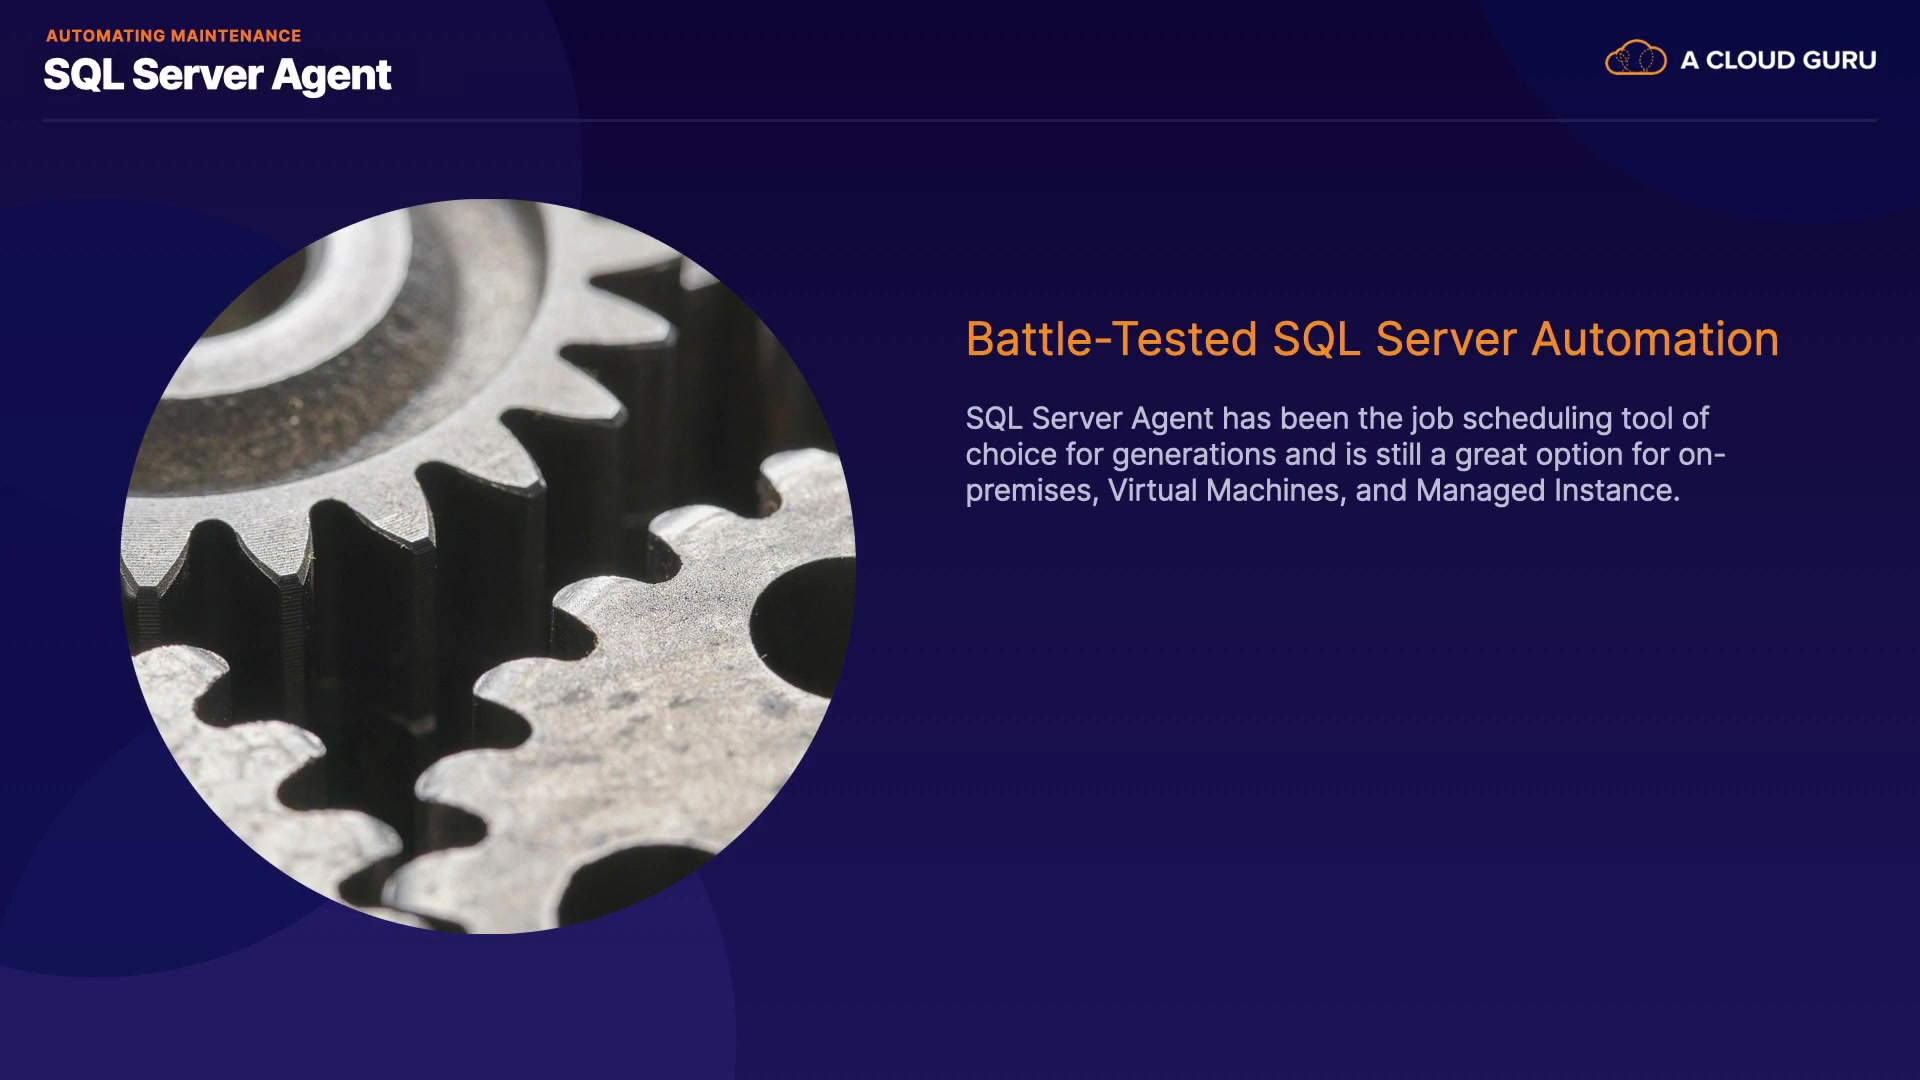 AUTOMATING MAINTENANCE
SQL Server Agent
A CLOUD GURU
Battle-Tested SQL Server Automation
SQL Server Agent has been the job scheduling tool of
choice for generations and is still a great option for on-
premises, Virtual Machines, and Managed Instance.